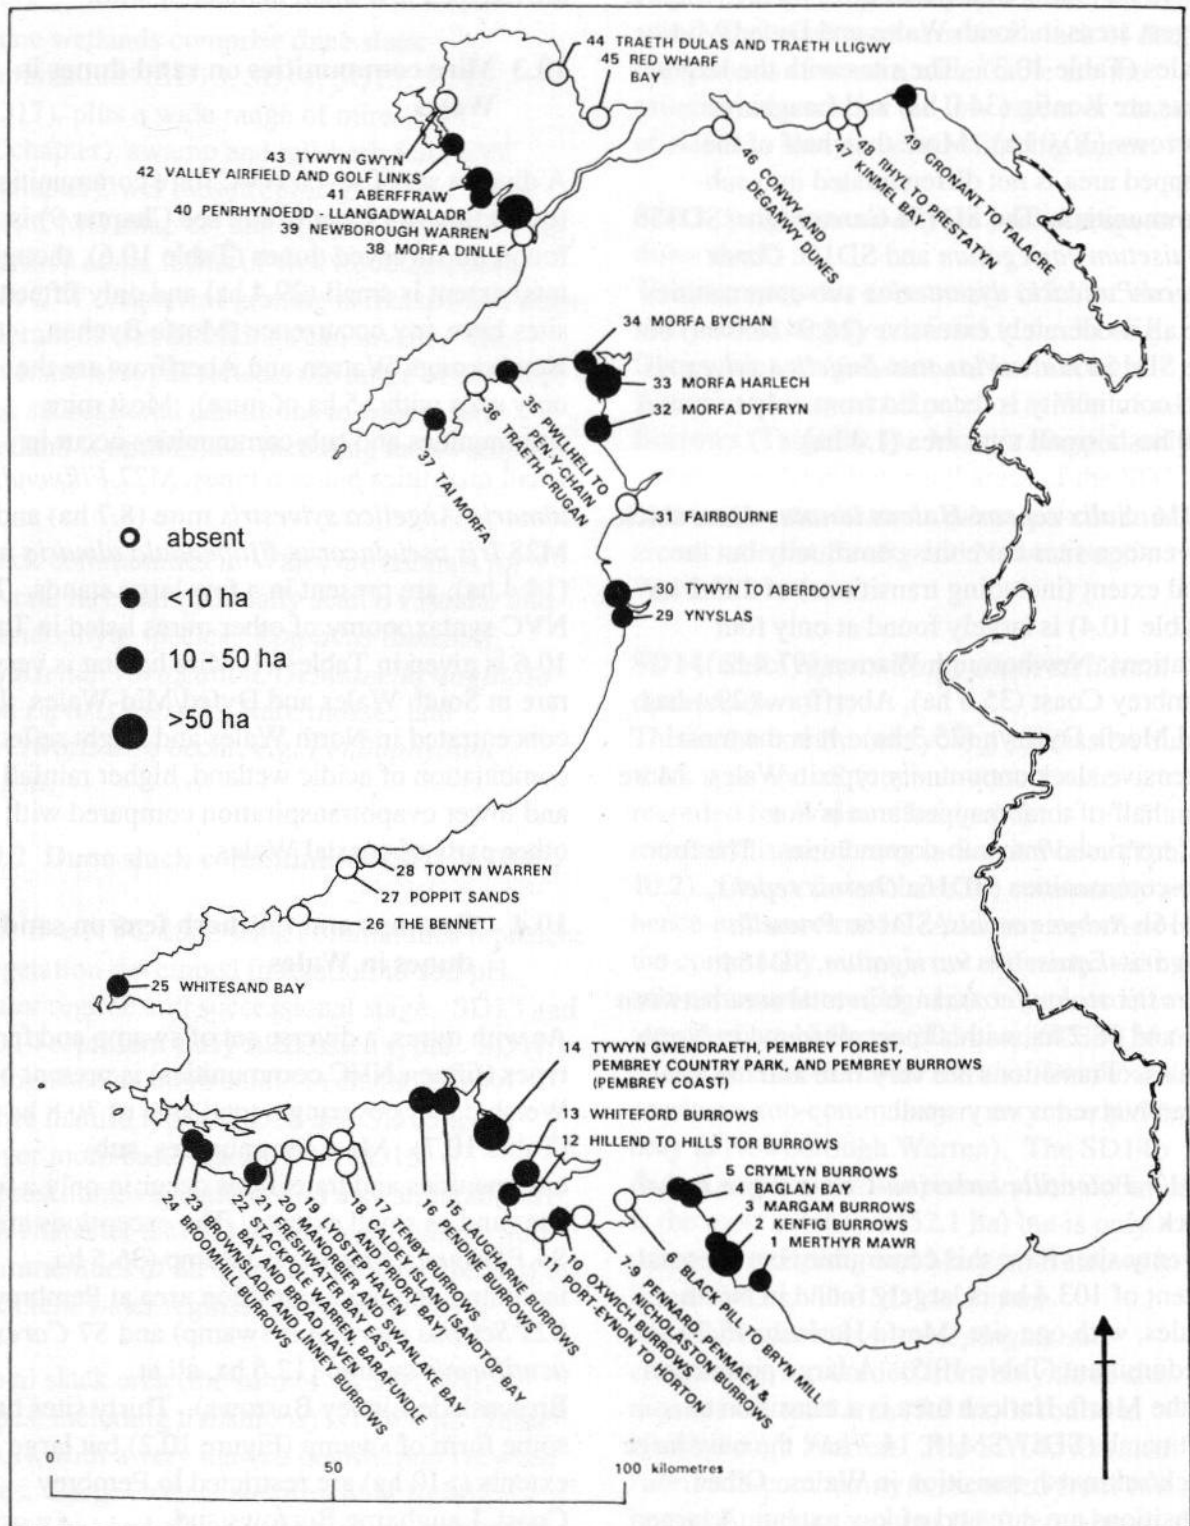 44 TRAETH DULAS AND TRAETH LLIGWY
45 RED WHARF
BAY
43 TYWYN GWYN
42 VALLEY AIRFIELD AND GOLF LINKS
41 ABERFFRAW
40 PENRHYNOEDD - LLANGADWALADR
39 NEWBOROUGH WARREN
38 MORFA DINLLE
46 CONWY AND
DEGANWY DUNES
47 KINMEL BAY
48 RHYL TO PRESTATYN
49 GRONANT TO TALACRE
34 MORFA BYCHAN
33 MORFA HARLECH
32 MORFA DYFFRYN
35 PWLLHELI TO
PEN-Y-CHAIN
36 TRAETH CRUGAN
37 TAI MORFA
31 FAIRBOURNE
absent
<10 ha
10 - 50 ha
>50 ha
30 TYWYN TO ABERDOVEY
29 YNYSLAS
28 TOWYN WARREN
27 POPPIT SANDS
26 THE BENNETT
25 WHITESAND BAY
14 TYWYN GWENDRAETH, PEMBREY FOREST,
PEMBREY COUNTRY PARK, AND PEMBREY BURROWS
(PEMBREY COAST)
13 WHITEFORD BURROWS
12 HILLEND TO HILLS TOR BURROWS
5 CRYMLYN BURROWS
4 BAGLAN BAY
3 MARGAM BURROWS
2 KENFIG BURROWS
1 MERTHYR MAWR
6 BLACK PILL TO BRYNMILL
7-9 PENNARD, PENMAEN &
NICHOLASTON BURROWS
10 OXWICH BURROWS
11 PORT-EYNON TO HORTON
15 LAUGHARNE BURROWS
16 PENDINE BURROWS
17 TENBY BURROWS
18 CALDEY ISLAND (SANDTOP BAY
AND PRIORY BAY)
19 LYDSTEP HAVEN
20 MANORBIER AND SWANLAKE BAY
21 FRESHWATER BAY EAST
22 STACKPOLE WARREN, BARAFUNDLE
BAY AND BROAD HAVEN
23 BROWNSLADE AND LINNEY BURROWS
24 BROOMHILL BURROWS
0 50 100 kilometres